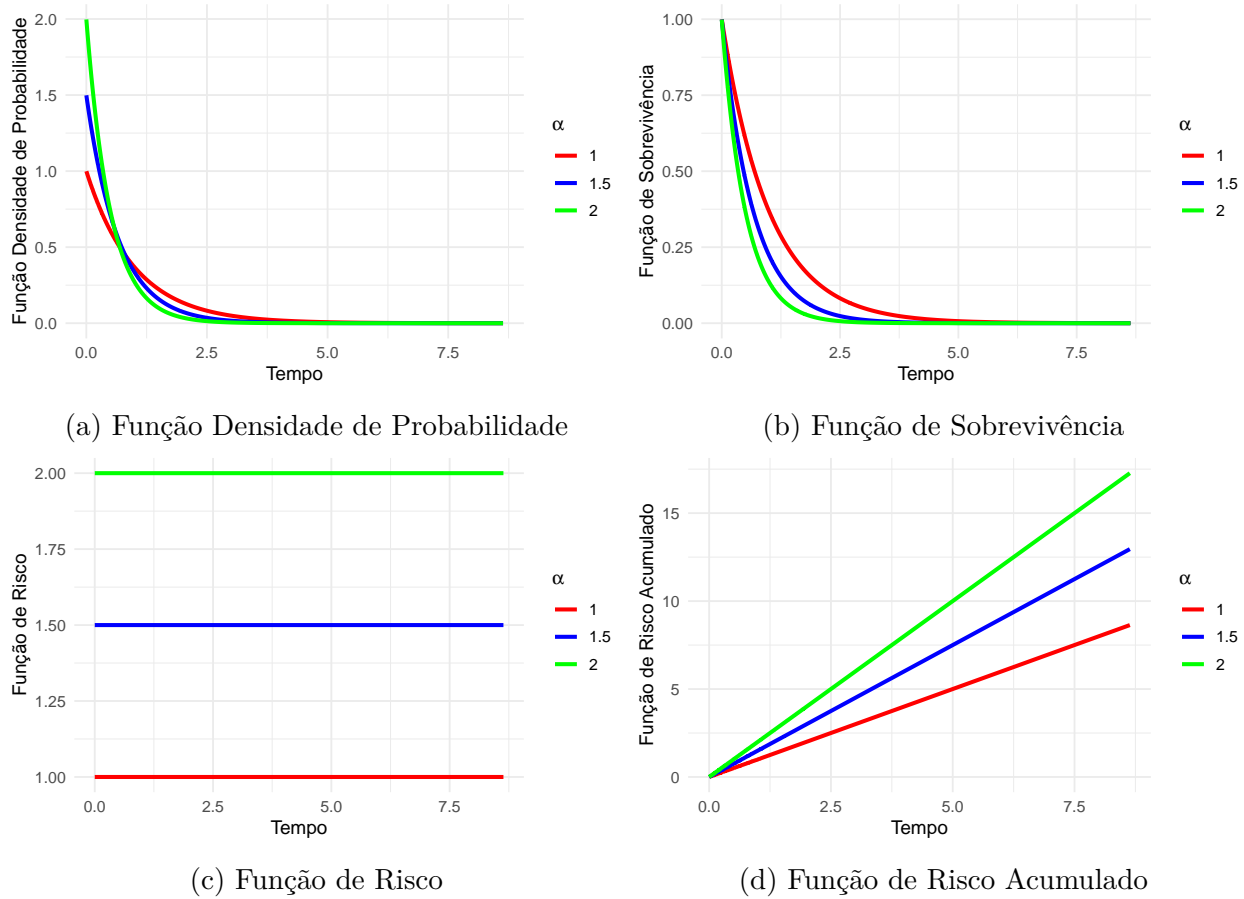 Função Densidade de Probabilidade
2.0
1.5
1.0
0.5
0.0
0.0 2.5 5.0 7.5
Tempo
α
1
1.5
2
(a) Função Densidade de Probabilidade
Função de Sobrevivência
1.00
0.75
0.50
0.25
0.00
0.0 2.5 5.0 7.5
Tempo
α
1
1.5
2
(b) Função de Sobrevivência
Função de Risco
2.00
1.75
1.50
1.25
1.00
0.0 2.5 5.0 7.5
Tempo
α
1
1.5
2
(c) Função de Risco
Função de Risco Acumulado
15
10
5
0
0.0 2.5 5.0 7.5
Tempo
α
1
1.5
2
(d) Função de Risco Acumulado